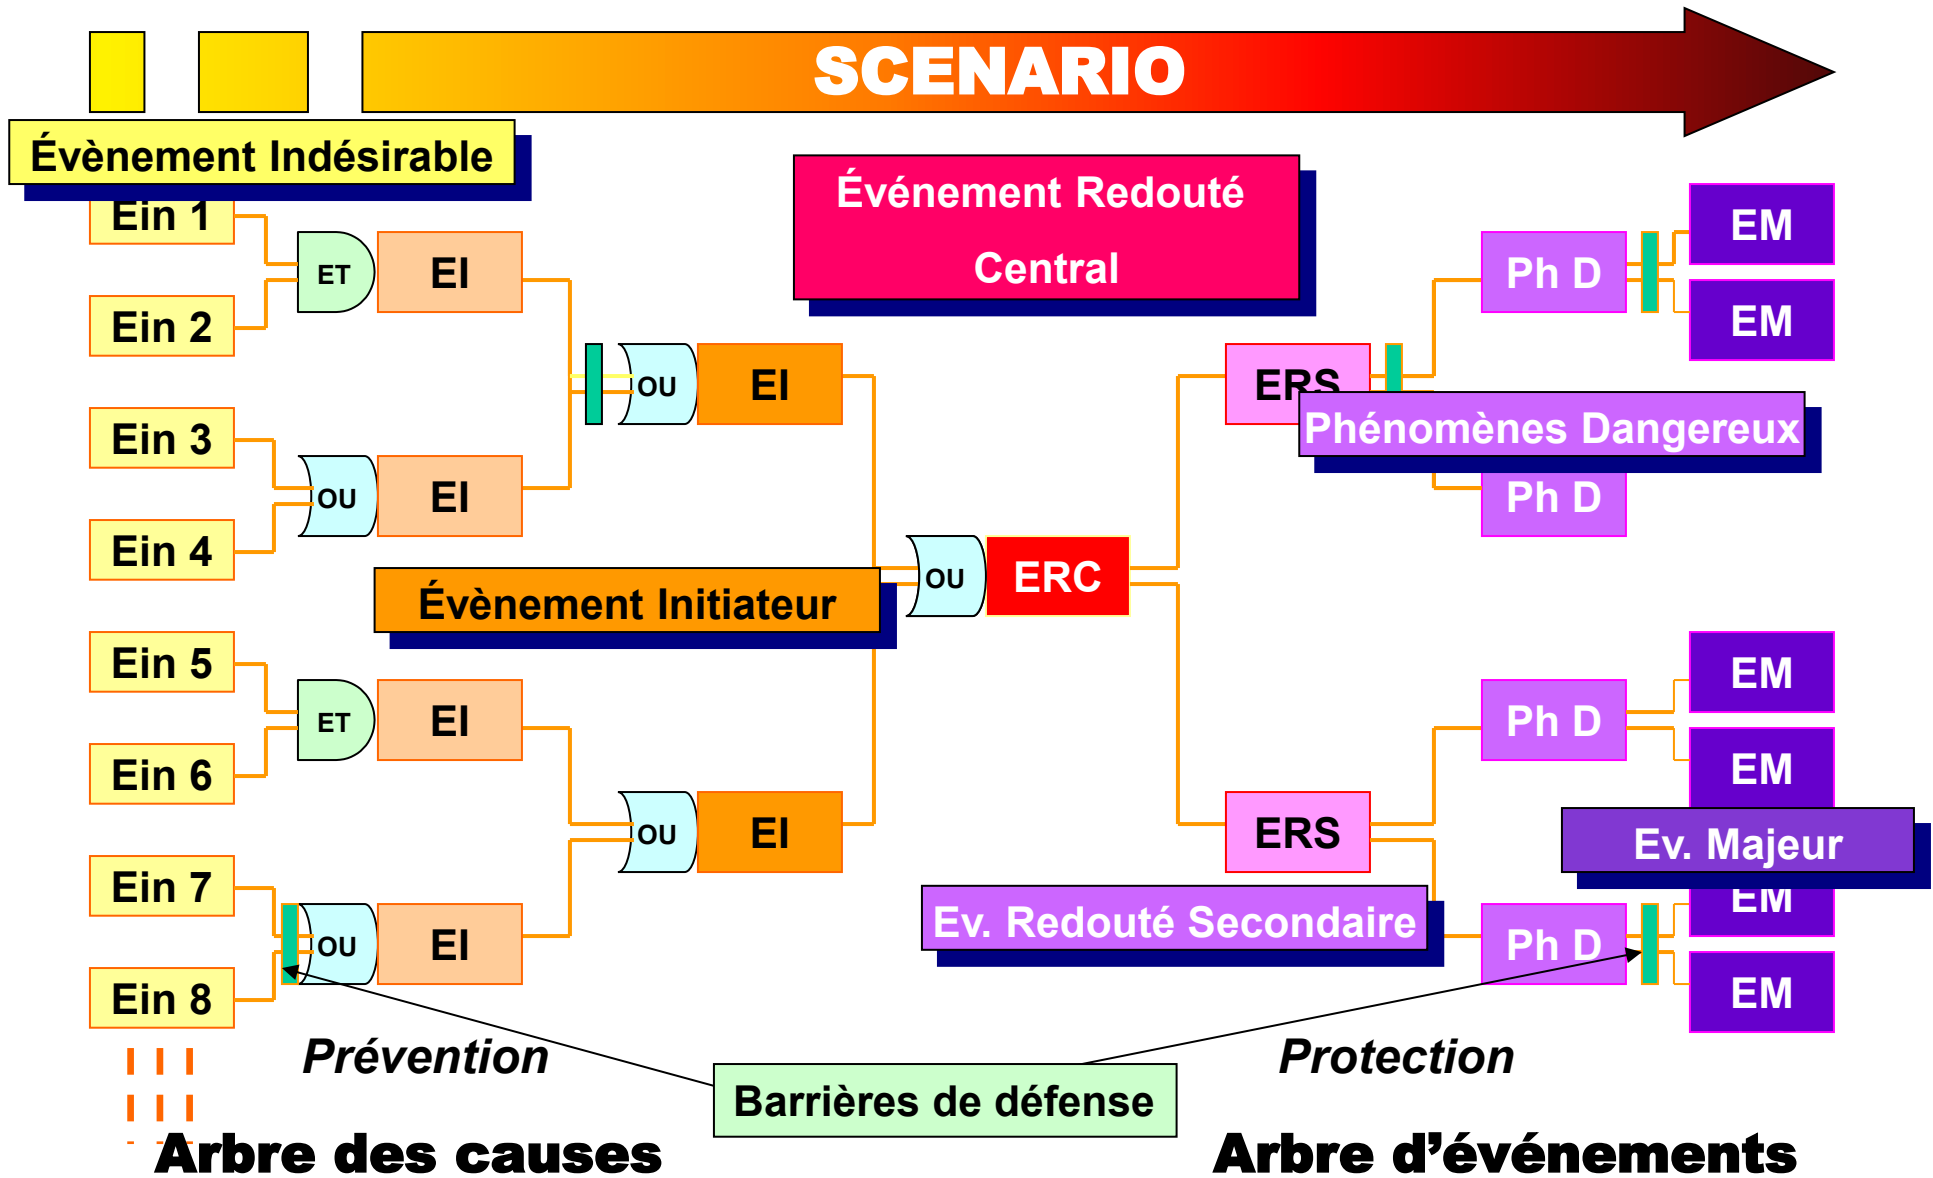 SCENARIO
Évènement Indésirable
Événement Redouté
Central
Ein 1
Ein 2
Ein 3
Ein 4
Ein 5
Ein 6
Ein 7
Ein 8
ET
OU
ET
OU
EI
EI
EI
EI
OU
OU
EI
EI
Évènement Initiateur
OU
ERC
ERS
ERS
Phénomènes Dangereux
Ev. Redouté Secondaire
Ph D
Ph D
Ph D
Ph D
EM
EM
EM
EM
Ev. Majeur
EM
EM
Prévention
Protection
Barrières de défense
Arbre des causes
Arbre d’événements